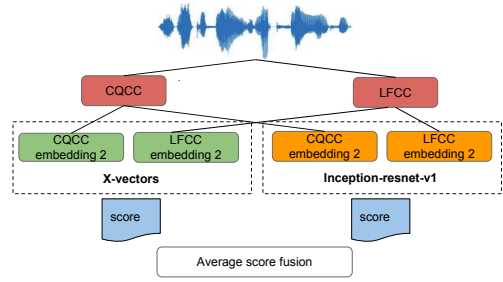 CQCC
LFCC
CQCC
embedding 2
LFCC
embedding 2
CQCC
embedding 2
LFCC
embedding 2
X-vectors
Inception-resnet-v1
score
score
Average score fusion